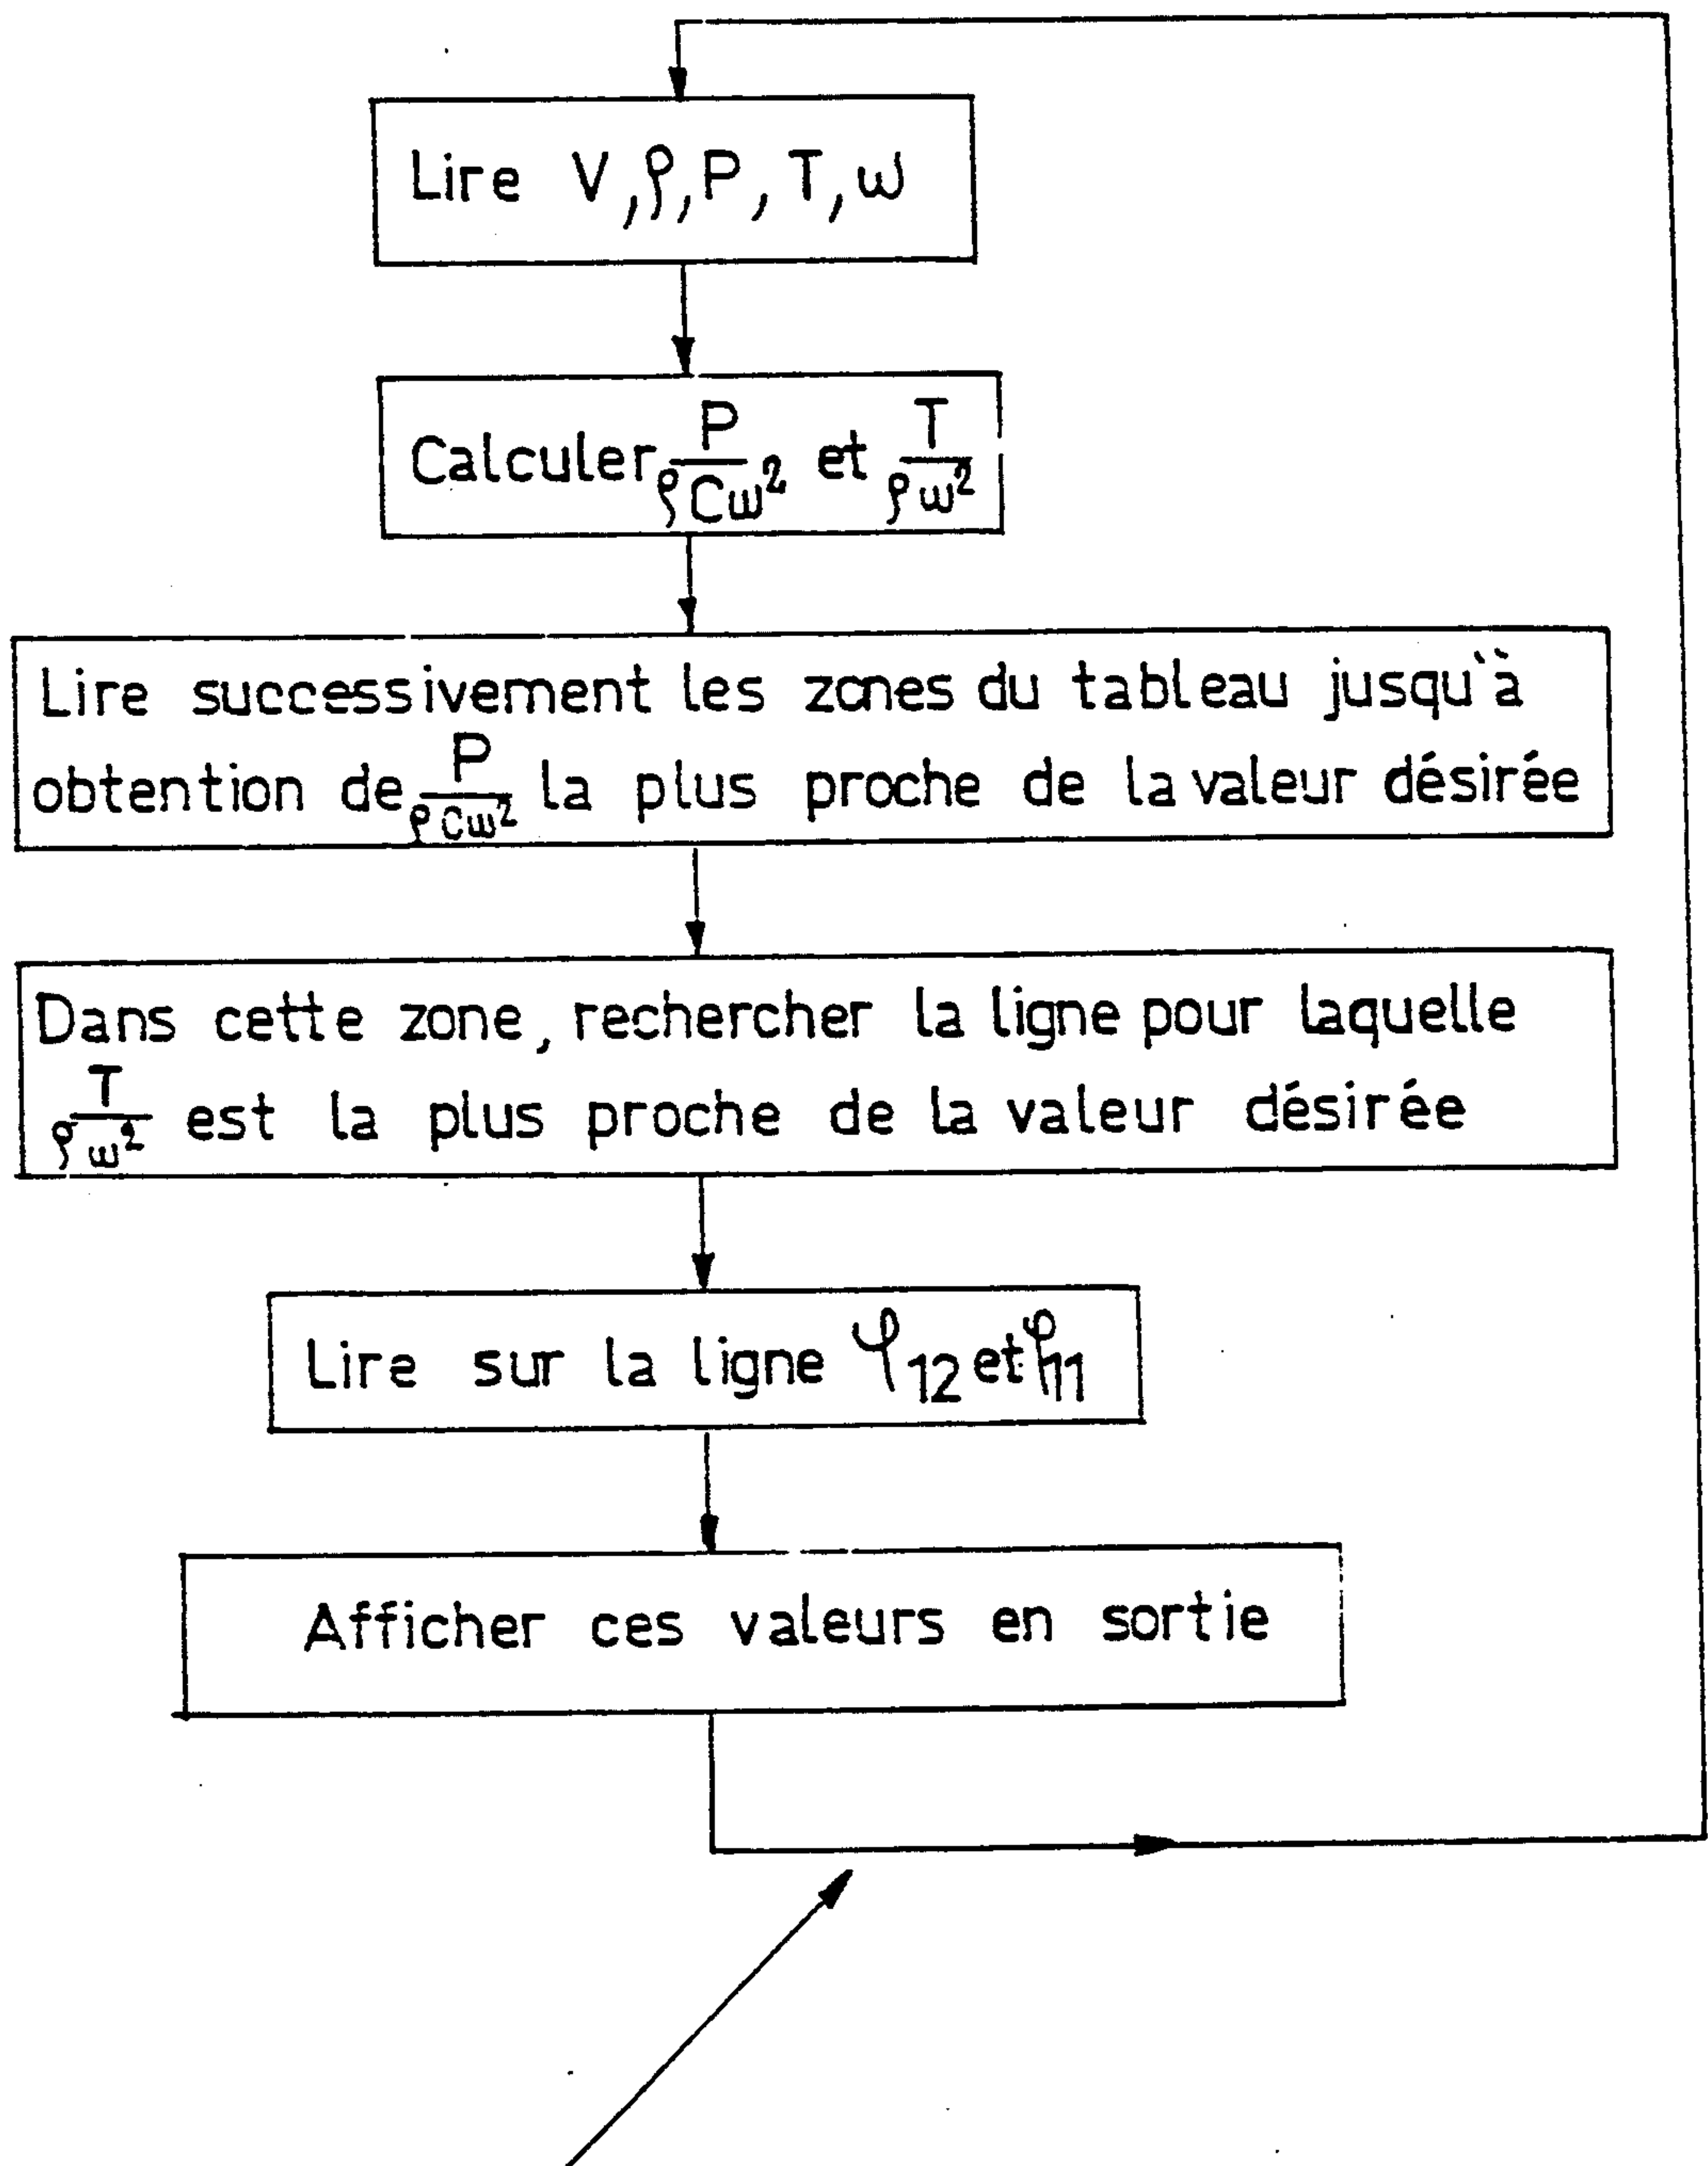 Lire V, ρ, P, T, ω
Calculer P/ρCω² et T/ρω²
Lire successivement les zones du tableau jusqu'à
obtention de P/ρCω² la plus proche de la valeur désirée
Dans cette zone, rechercher la ligne pour laquelle
T/ρω² est la plus proche de la valeur désirée
Lire sur la ligne φ12 et φ11
Afficher ces valeurs en sortie